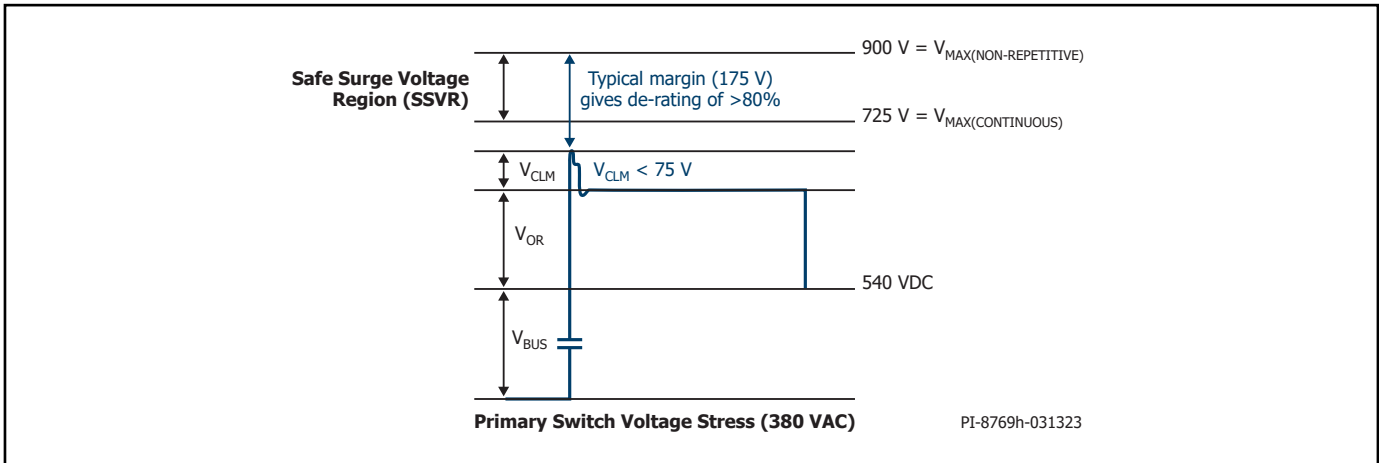 900 V = VMAX(NON-REPETITIVE)
Safe Surge Voltage
Region (SSVR)
Typical margin (175 V)
gives de-rating of >80%
725 V = VMAX(CONTINUOUS)
VCLM
VCLM < 75 V
VOR
540 VDC
VBUS
Primary Switch Voltage Stress (380 VAC)
PI-8769h-031323